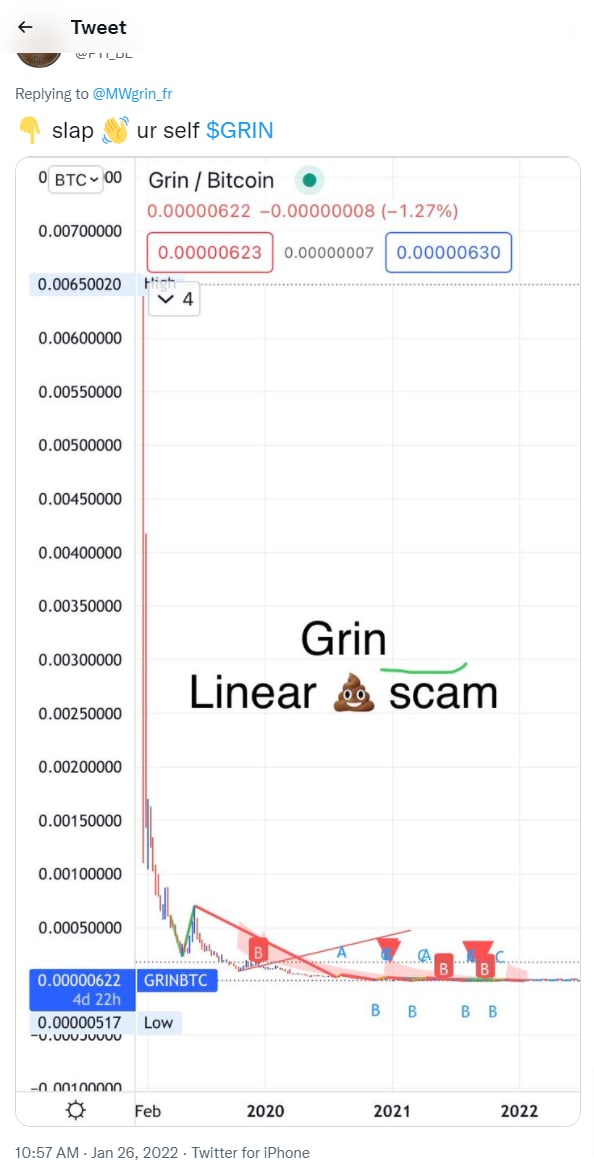 Tweet
Replying to @MWgrin_fr
👇 slap 👋 ur self $GRIN
BTC
Grin / Bitcoin
0.00000622 −0.00000008 (−1.27%)
0.00000623 0.00000007 0.00000630
0.00700000
0.00650020 High
4
0.00600000
0.00550000
0.00500000
0.00450000
0.00400000
0.00350000
Grin
0.00300000
Linear 💩 scam
0.00250000
0.00200000
0.00150000
0.00100000
0.00050000
B A A C
B B
0.00000622 GRINBTC
4d 22h
0.00000517 Low
B B B B
−0.00050000
−0.00100000
Feb 2020 2021 2022
10:57 AM · Jan 26, 2022 · Twitter for iPhone